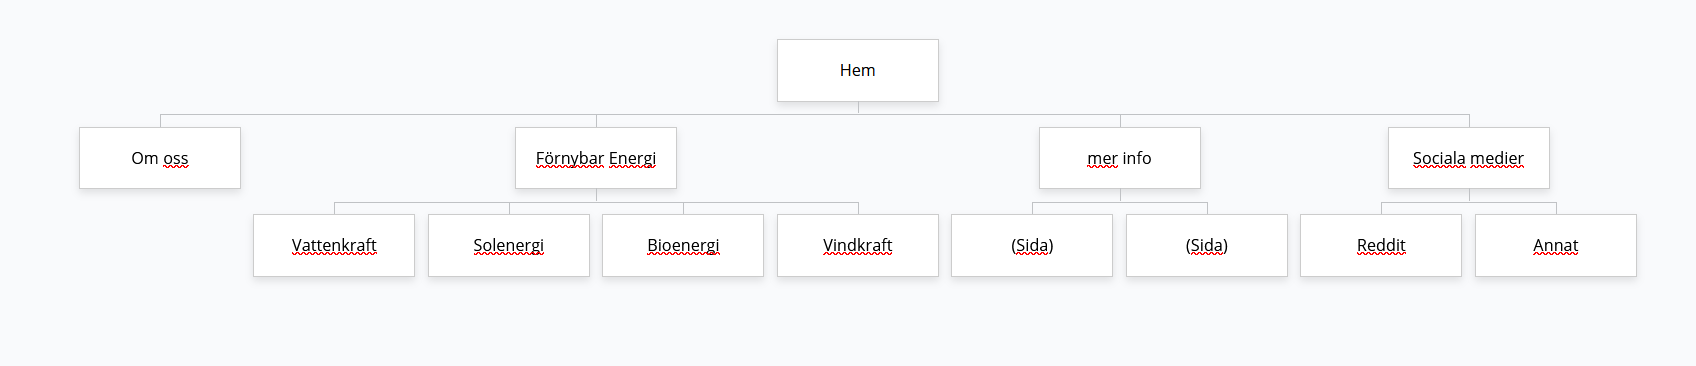 Hem
Om oss
Förnybar Energi
mer info
Sociala medier
Vattenkraft
Solenergi
Bioenergi
Vindkraft
(Sida)
(Sida)
Reddit
Annat